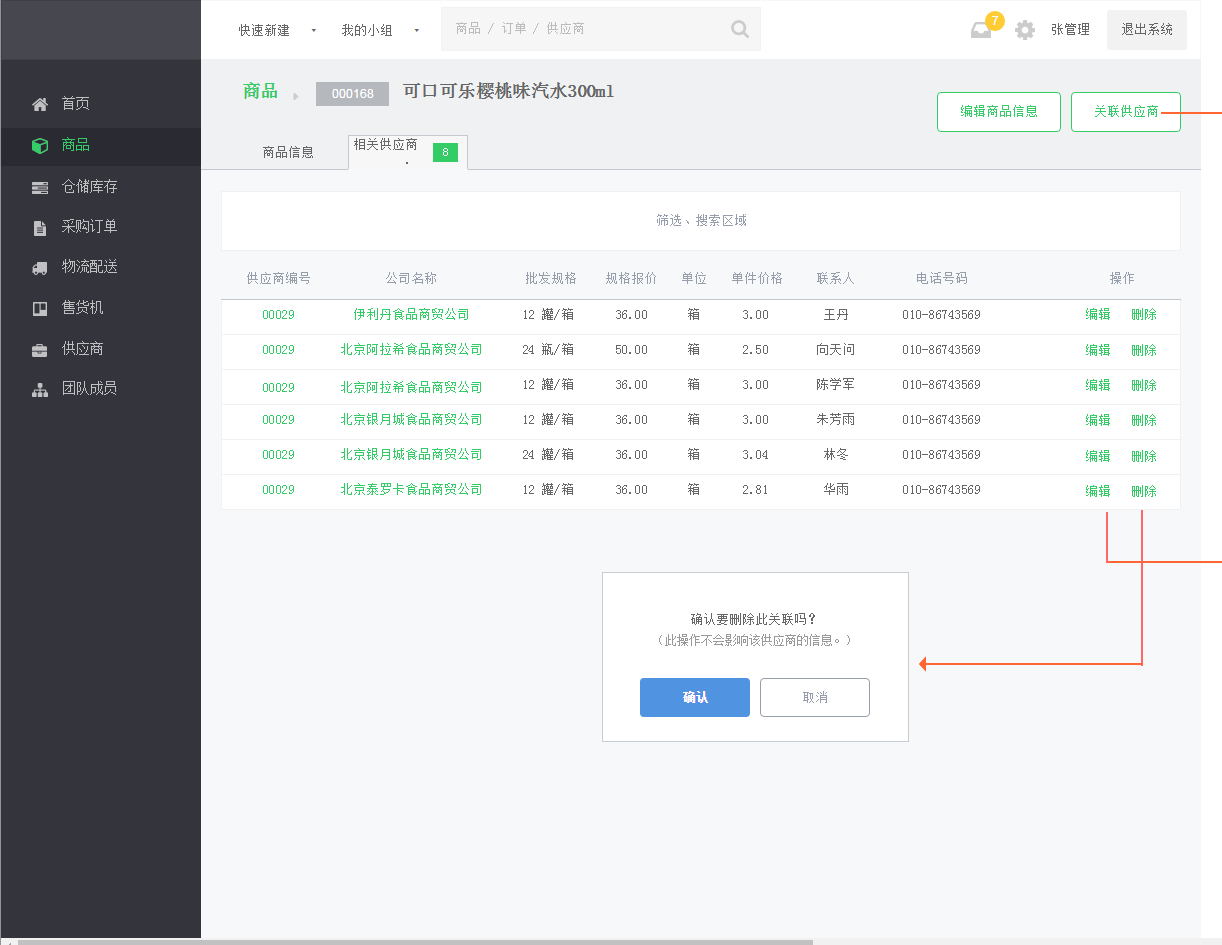 快速新建 我的小组 商品 / 订单 / 供应商 7 张管理 退出系统
首页
商品
仓储库存
采购订单
物流配送
售货机
供应商
团队成员
商品 000168 可口可乐樱桃味汽水300ml
编辑商品信息 关联供应商
商品信息 相关供应商 8
筛选、搜索区域
供应商编号 公司名称 批发规格 规格报价 单位 单件价格 联系人 电话号码 操作
00029 伊利丹食品商贸公司 12 罐/箱 36.00 箱 3.00 王丹 010-86743569 编辑 删除
00029 北京阿拉希食品商贸公司 24 瓶/箱 50.00 箱 2.50 向天问 010-86743569 编辑 删除
00029 北京阿拉希食品商贸公司 12 罐/箱 36.00 箱 3.00 陈学军 010-86743569 编辑 删除
00029 北京银月城食品商贸公司 12 罐/箱 36.00 箱 3.00 朱芳雨 010-86743569 编辑 删除
00029 北京银月城食品商贸公司 24 罐/箱 36.00 箱 3.04 林冬 010-86743569 编辑 删除
00029 北京泰罗卡食品商贸公司 12 罐/箱 36.00 箱 2.81 华雨 010-86743569 编辑 删除
确认要删除此关联吗？
（此操作不会影响该供应商的信息。）
确认 取消